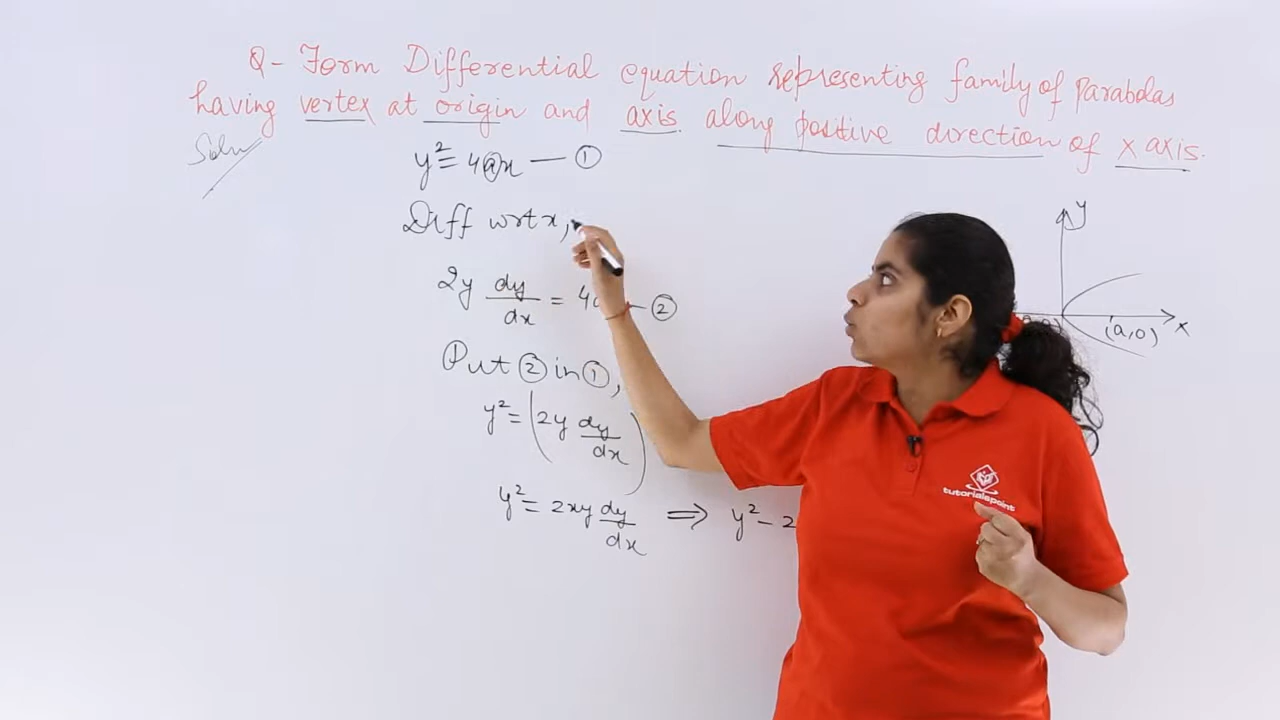 Q- Form Differential equation representing family of Parabolas
having vertex at origin and axis along positive direction of x axis.
Soln
y² = 4ax — ①
Diff wrt x,
2y dy/dx = 4a — ②
Put ② in ①,
y² = (2y dy/dx)
y² = 2xy dy/dx ⇒ y² - 2
y
x
(a,0)
tutorialspoint